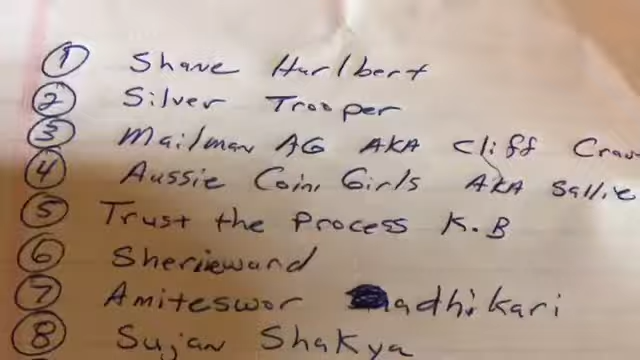 ① Shane Hurlbert
② Silver Trooper
③ Mailman AG AKA Cliff
④ Aussie Coin Girls AKA Sallie
⑤ Trust the Process K.B
⑥ Sherieward
⑦ Amiteswor adhikari
⑧ Sujan Shakya